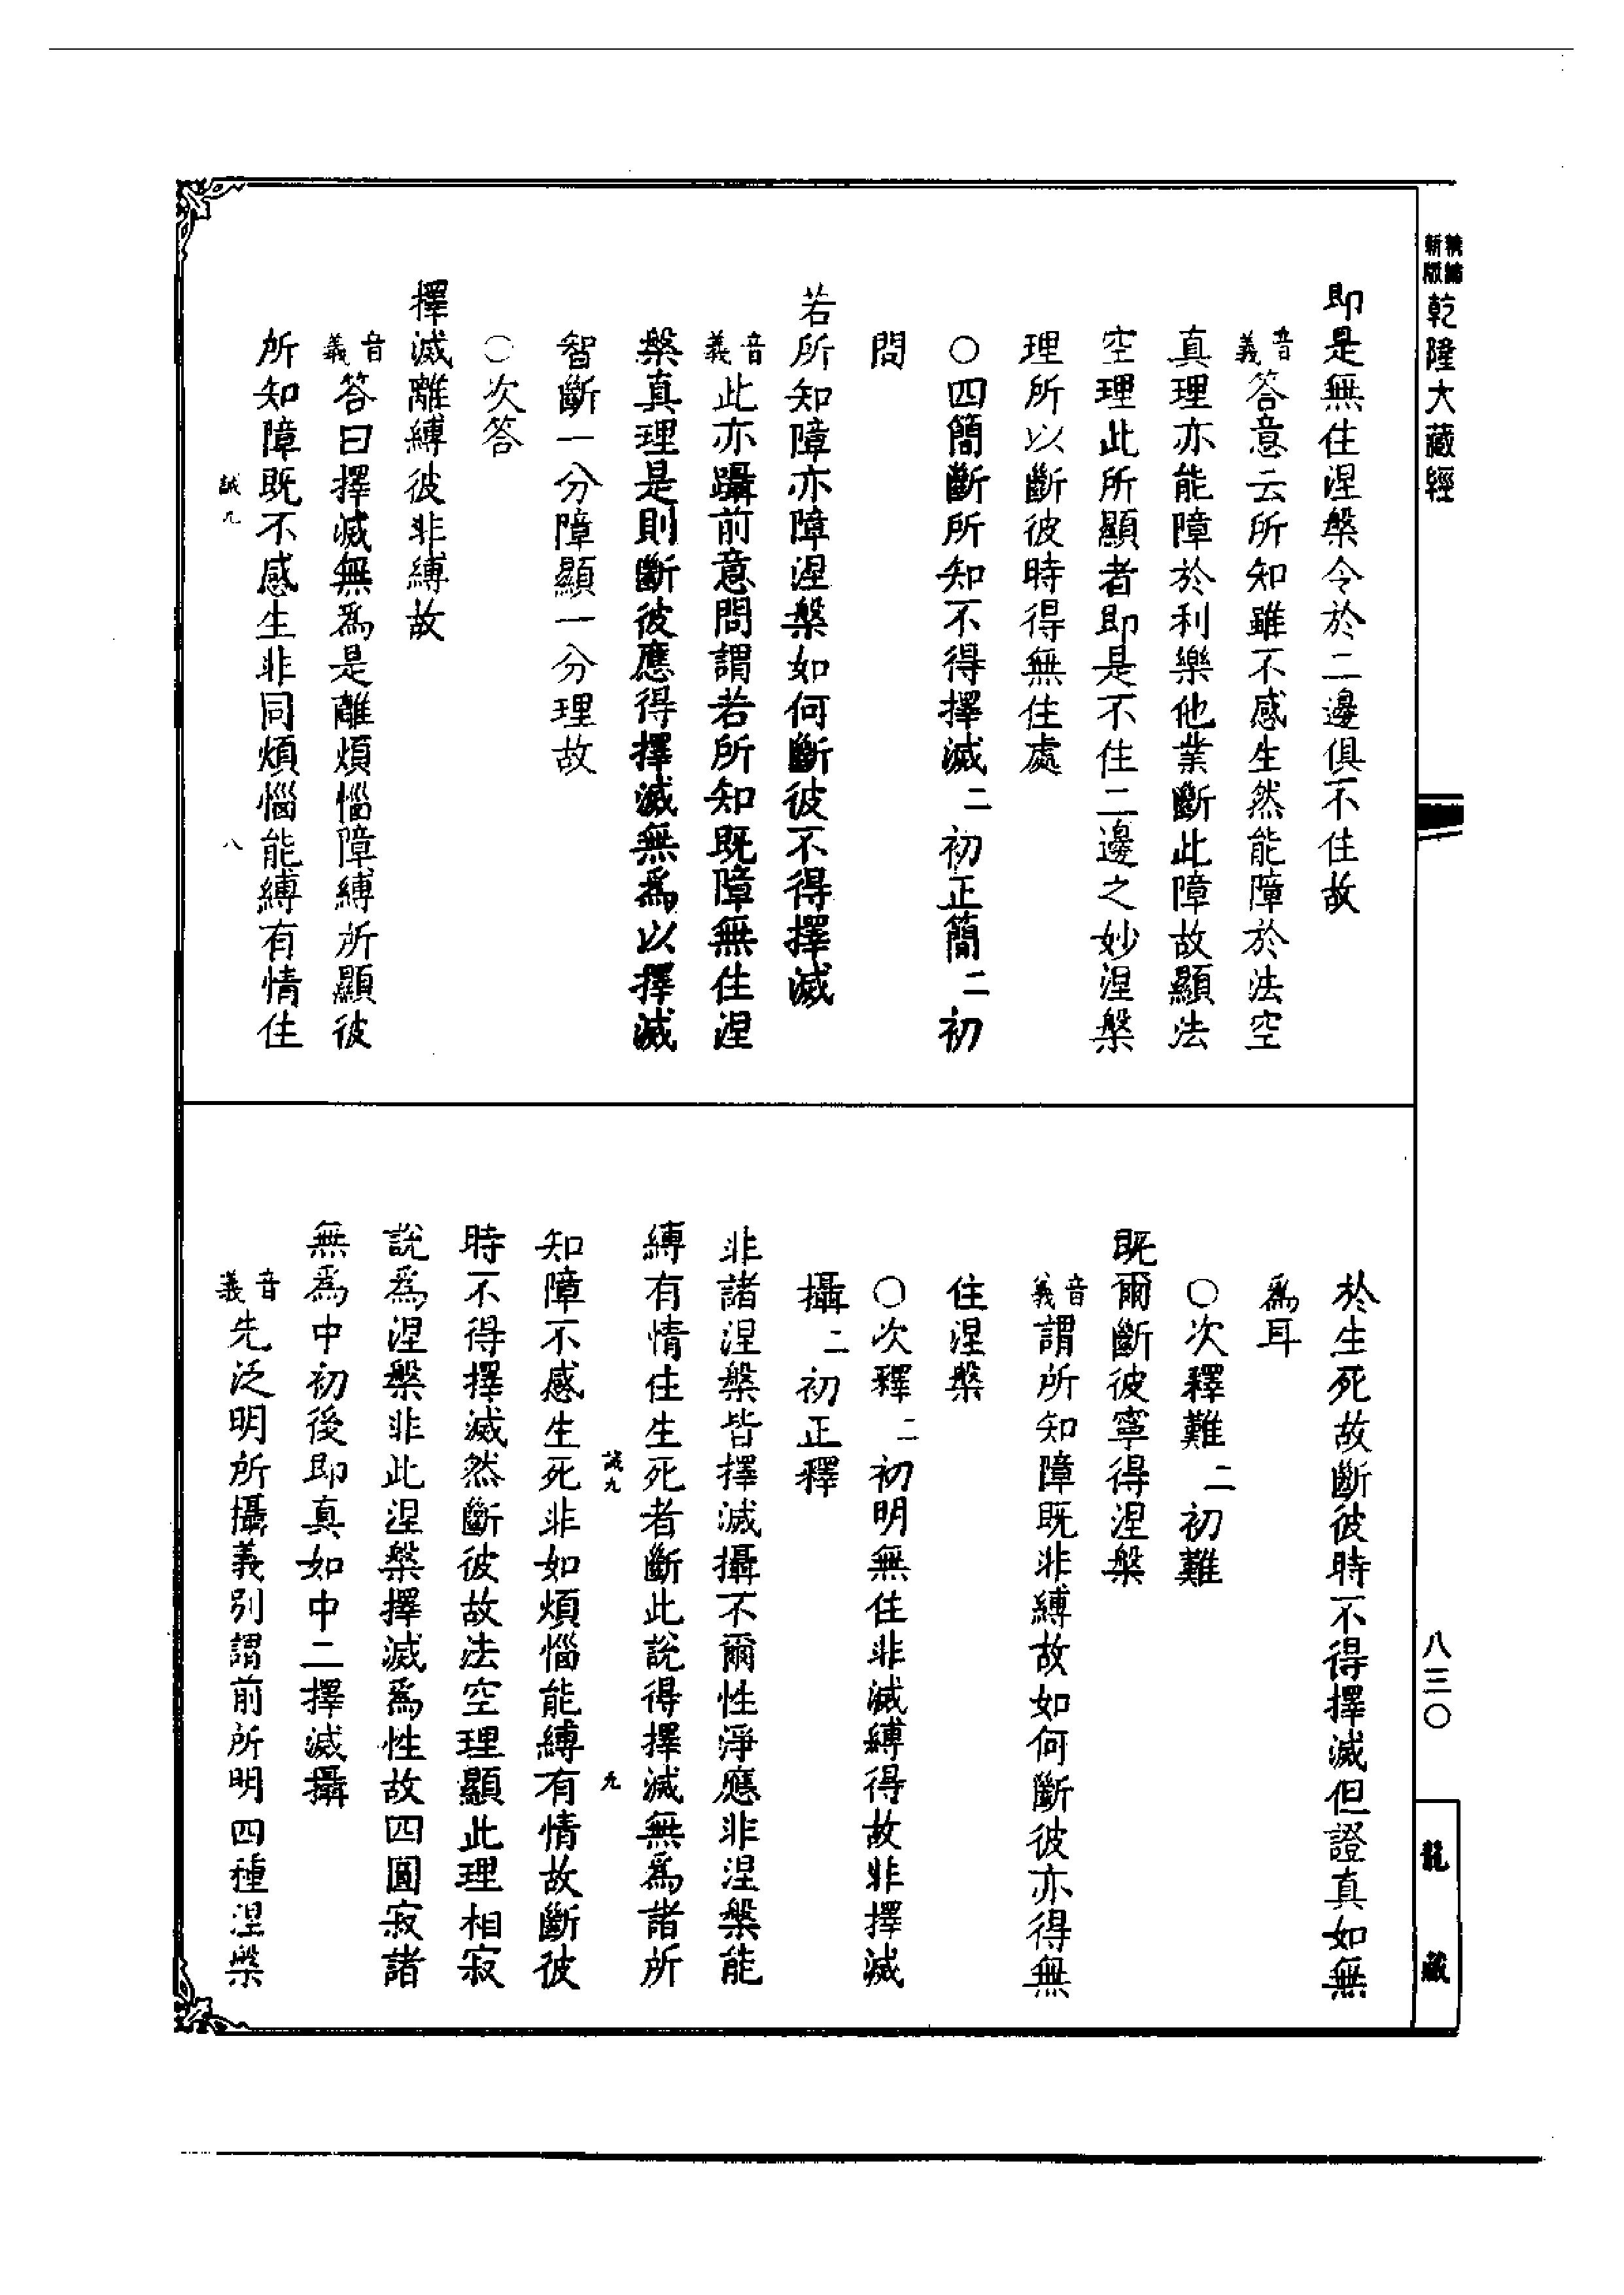 精編
新版
乾隆大藏經
即是無住涅槃令於二邊俱不住故
音義答意云所知雖不感生然能障於法空
真理亦能障於利樂他業斷此障故顯法
空理此所顯者即是不住二邊之妙涅槃
理所以斷彼時得無住處
○四簡斷所知不得擇滅二初正簡二初
問
若所知障亦障涅槃如何斷彼不得擇滅
音義此亦躡前意問謂若所知既障無住涅
槃真理是則斷彼應得擇滅無為以擇滅
智斷一分障顯一分理故
○次答
擇滅離縛彼非縛故
音義答曰擇滅無為是離煩惱障縛所顯彼
所知障既不感生非同煩惱能縛有情住
誠九
八
於生死故斷彼時不得擇滅但證真如無
為耳
○次釋難二初難
既爾斷彼寧得涅槃
音義謂所知障既非縛故如何斷彼亦得無
住涅槃
○次釋二初明無住非滅縛得故非擇滅
攝二初正釋
非諸涅槃皆擇滅攝不爾性淨應非涅槃能
縛有情住生死者斷此說得擇滅無為諸所
誠九
九
知障不感生死非如煩惱能縛有情故斷彼
時不得擇滅然斷彼故法空理顯此理相寂
說為涅槃非此涅槃擇滅為性故四圓寂諸
無為中初後即真如中二擇滅攝
音義先泛明所攝義別謂前所明四種涅槃
八三〇
龍藏